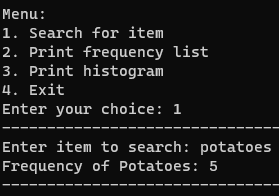 Menu:
1. Search for item
2. Print frequency list
3. Print histogram
4. Exit
Enter your choice: 1
-------------------------------
Enter item to search: potatoes
Frequency of Potatoes: 5
-------------------------------